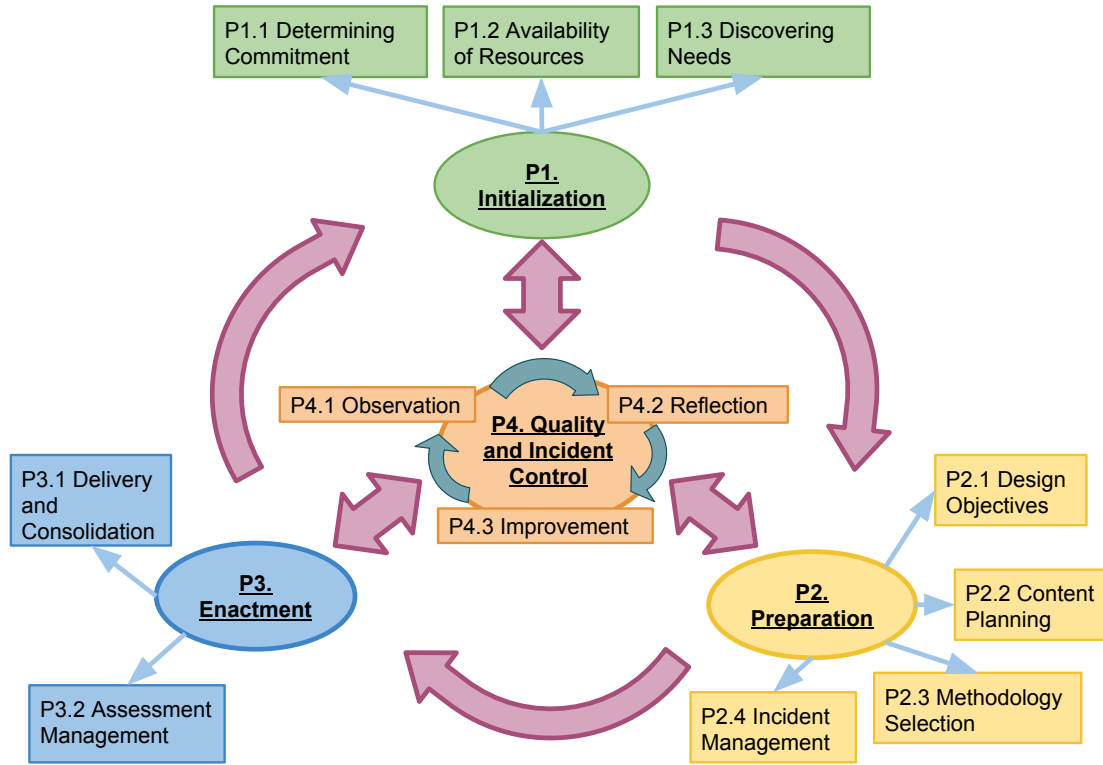 P1.1 Determining
Commitment
P1.2 Availability
of Resources
P1.3 Discovering
Needs
P1.
Initialization
P4.1 Observation
P4.2 Reflection
P4. Quality
and Incident
Control
P4.3 Improvement
P3.1 Delivery
and
Consolidation
P3.
Enactment
P3.2 Assessment
Management
P2.1 Design
Objectives
P2.
Preparation
P2.2 Content
Planning
P2.3 Methodology
Selection
P2.4 Incident
Management